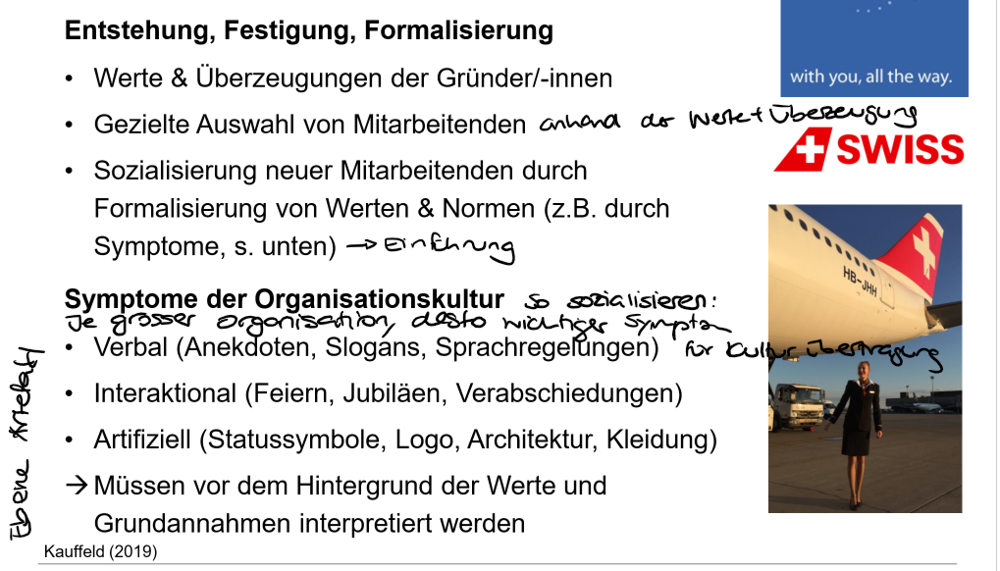 Entstehung, Festigung, Formalisierung
with you, all the way.
• Werte & Überzeugungen der Gründer/-innen
• Gezielte Auswahl von Mitarbeitenden anhand der Werte + Überzeugung
SWISS
• Sozialisierung neuer Mitarbeitenden durch
Formalisierung von Werten & Normen (z.B. durch
Symptome, s. unten) → Einführung
HB-JHH
Symptome der Organisationskultur so sozialisieren:
Je grösser Organisation, desto wichtiger Symptom
• Verbal (Anekdoten, Slogans, Sprachregelungen) für Kulturübertragung
• Interaktional (Feiern, Jubiläen, Verabschiedungen)
• Artifiziell (Statussymbole, Logo, Architektur, Kleidung)
→ Müssen vor dem Hintergrund der Werte und
Grundannahmen interpretiert werden
Ebene Artefakt
Kauffeld (2019)